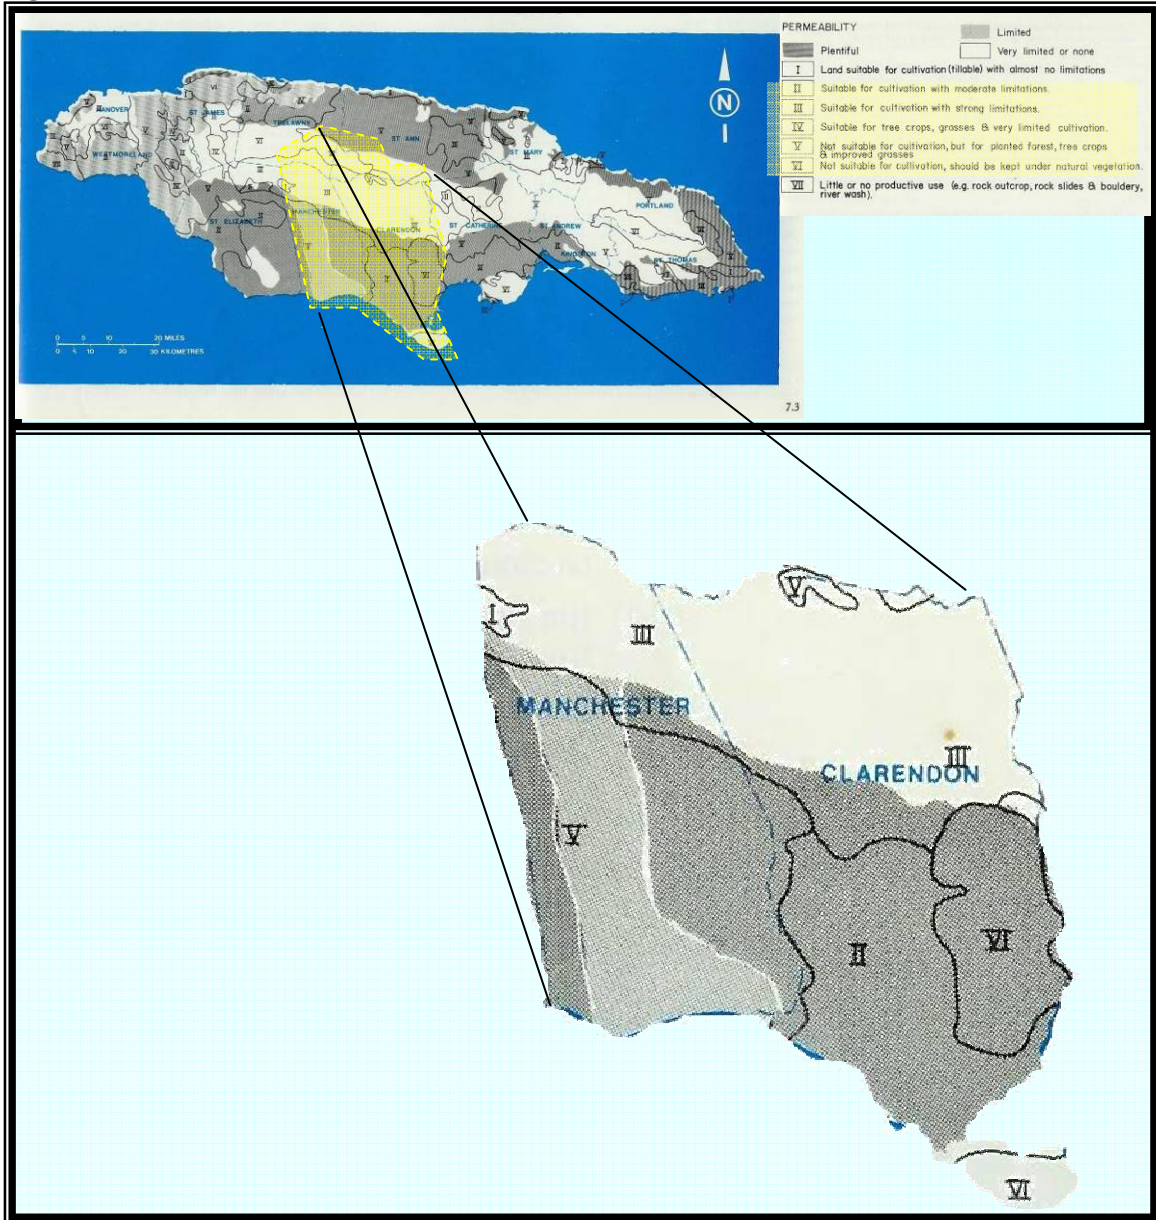 PERMEABILITY
Limited
Plentiful
Very limited or none
I Land suitable for cultivation (tillable) with almost no limitations
II Suitable for cultivation with moderate limitations.
III Suitable for cultivation with strong limitations.
IV Suitable for tree crops, grasses & very limited cultivation.
V Not suitable for cultivation, but for planted forest, tree crops
& improved grasses
VI Not suitable for cultivation, should be kept under natural vegetation.
VII Little or no productive use (e.g. rock outcrop, rock slides & bouldery,
river wash).
N
HANOVER
ST JAMES
TRELAWNY
ST ANN
ST MARY
WESTMORELAND
PORTLAND
MANCHESTER
ST ELIZABETH
CLARENDON
ST CATHERINE
ST ANDREW
KINGSTON
ST THOMAS
0 5 10 20 MILES
0 5 10 20 30 KILOMETRES
7.3
V
I
III
MANCHESTER
III
CLARENDON
V
II
VI
VI